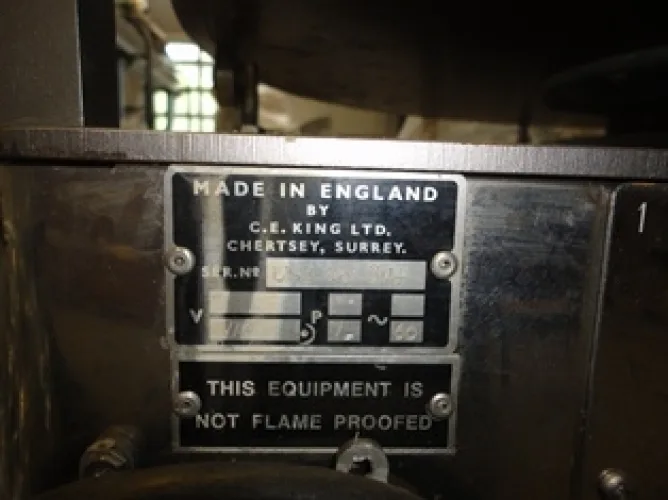 MADE IN ENGLAND
BY
C.E. KING LTD.
CHERTSEY, SURREY.
SER. Nº
V P ~
THIS EQUIPMENT IS
NOT FLAME PROOFED
1